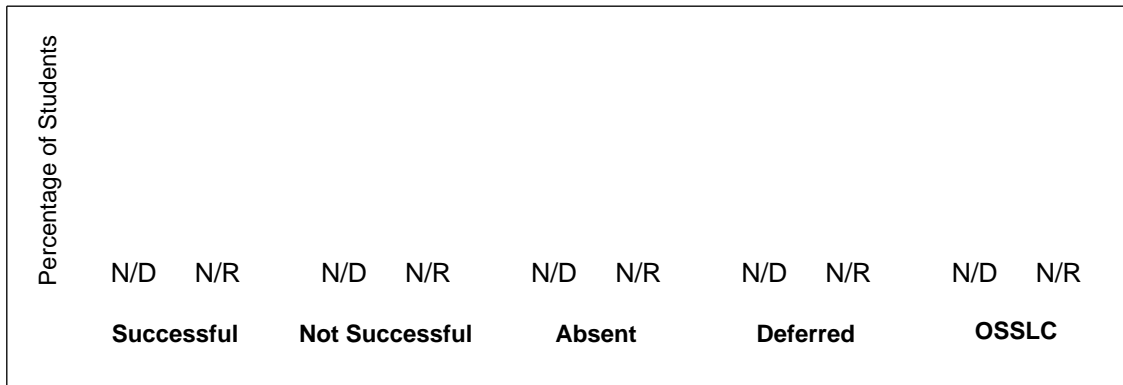 Percentage of Students
N/D N/R N/D N/R N/D N/R N/D N/R N/D N/R
Successful Not Successful Absent Deferred OSSLC